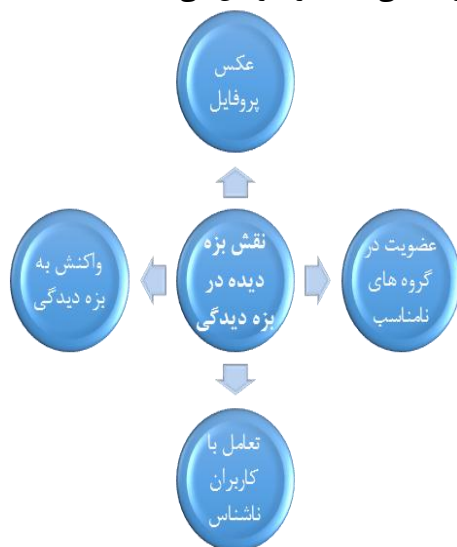 عکس
پروفایل
نقش بزه
دیده در
بزه دیدگی
عضویت در
گروه های
نامناسب
واکنش به
بزه دیدگی
تعامل با
کاربران
ناشناس